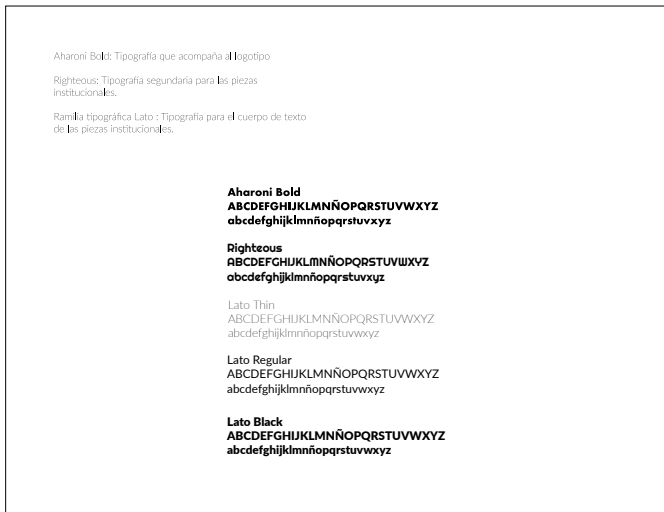 Aharoni Bold: Tipografía que acompaña al logotipo
Righteous: Tipografía segundaria para las piezas
institucionales.
Ramilia tipográfica Lato : Tipografía para el cuerpo de texto
de las piezas institucionales.
Aharoni Bold
ABCDEFGHIJKLMNÑOPQRSTUVWXYZ
abcdefghijklmnñopqrstuvxyz
Righteous
ABCDEFGHIJKLMNÑOPQRSTUVWXYZ
abcdefghijklmnñopqrstuvxyz
Lato Thin
ABCDEFGHIJKLMNÑOPQRSTUVWXYZ
abcdefghijklmnñopqrstuvwxyz
Lato Regular
ABCDEFGHIJKLMNÑOPQRSTUVWXYZ
abcdefghijklmnñopqrstuvwxyz
Lato Black
ABCDEFGHIJKLMNÑOPQRSTUVWXYZ
abcdefghijklmnñopqrstuvwxyz